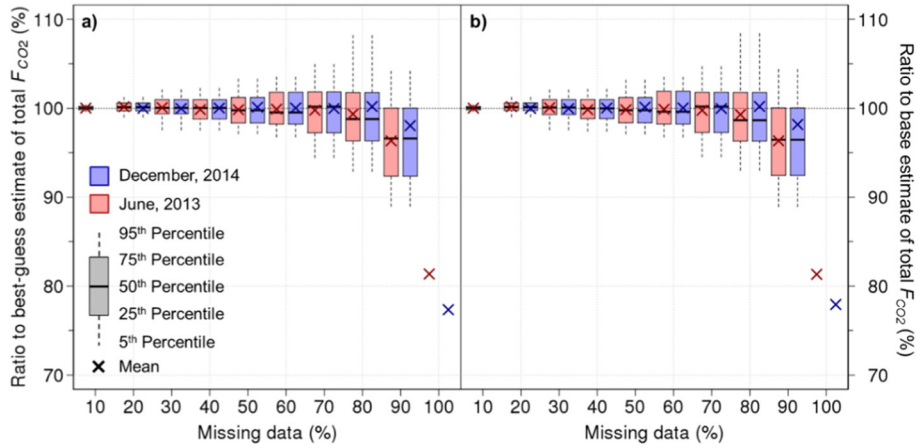 a)
b)
110
100
90
80
70
Ratio to best-guess estimate of total F_CO2 (%)
December, 2014
June, 2013
95th Percentile
75th Percentile
50th Percentile
25th Percentile
5th Percentile
Mean
10 20 30 40 50 60 70 80 90 100
Missing data (%)
10 20 30 40 50 60 70 80 90 100
Missing data (%)
110
100
90
80
70
Ratio to base estimate of total F_CO2 (%)